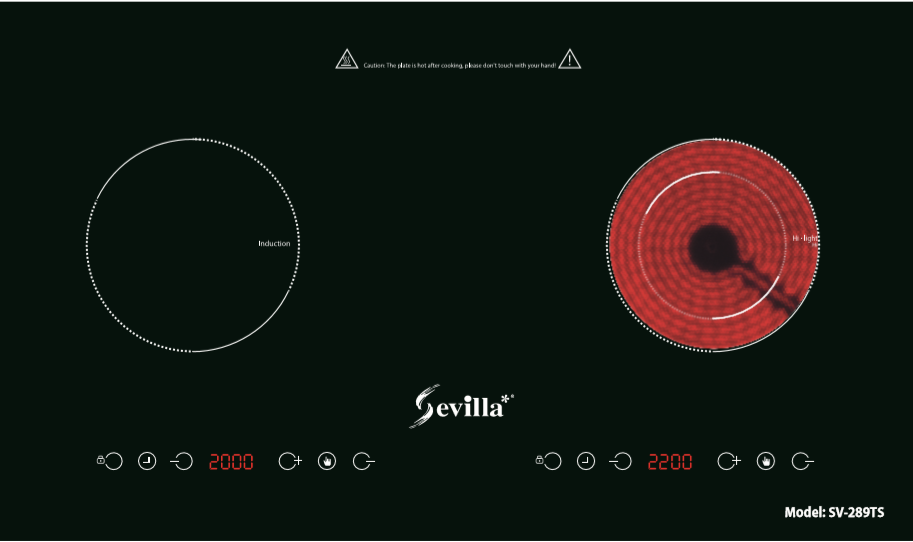 Caution: The plate is hot after cooking, please don't touch with your hand!
Induction
Hi - light
Sevilla*
2000
2200
Model: SV-289TS